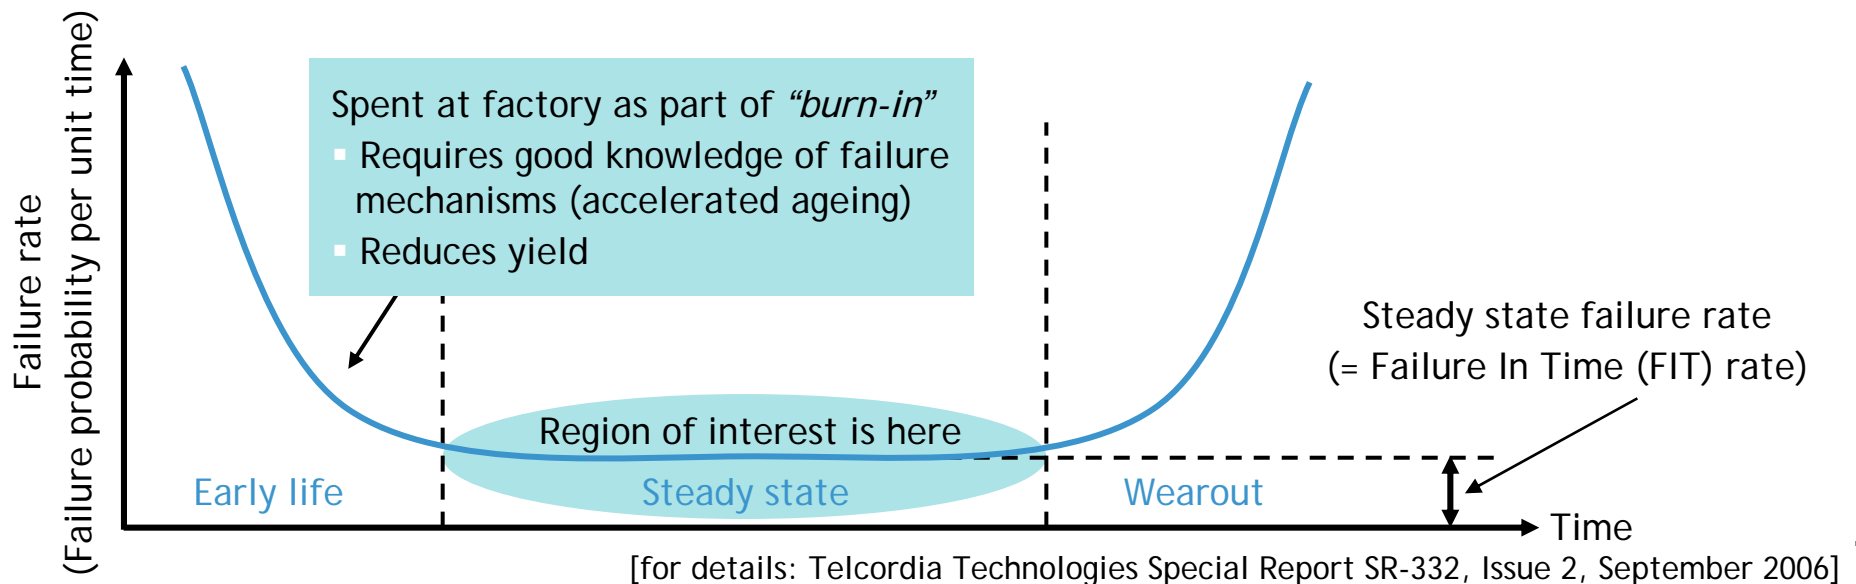 Failure rate
(Failure probability per unit time)
Spent at factory as part of “burn-in”
▪ Requires good knowledge of failure
mechanisms (accelerated ageing)
▪ Reduces yield
Steady state failure rate
(= Failure In Time (FIT) rate)
Region of interest is here
Early life
Steady state
Wearout
Time
[for details: Telcordia Technologies Special Report SR-332, Issue 2, September 2006]